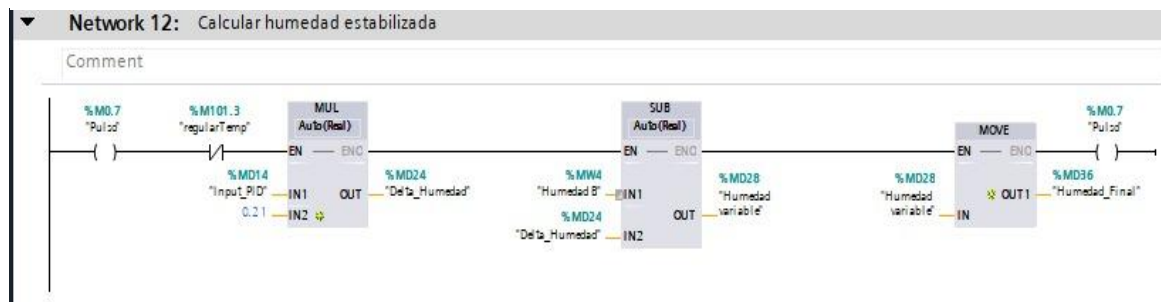 Network 12: Calcular humedad estabilizada
Comment
%M0.7
"Pulso"
%M101.3
"regularTemp"
MUL
Auto (Real)
EN ENO
%MD14
"Input_PID" IN1
0.21 IN2
OUT
%MD24
"Delta_Humedad"
SUB
Auto (Real)
EN ENO
%MW4
"Humedad B" IN1
%MD24
"Delta_Humedad" IN2
OUT
%MD28
"Humedad
variable"
MOVE
EN ENO
%MD28
"Humedad
variable" IN
OUT1
%MD36
"Humedad_Final"
%M0.7
"Pulso"